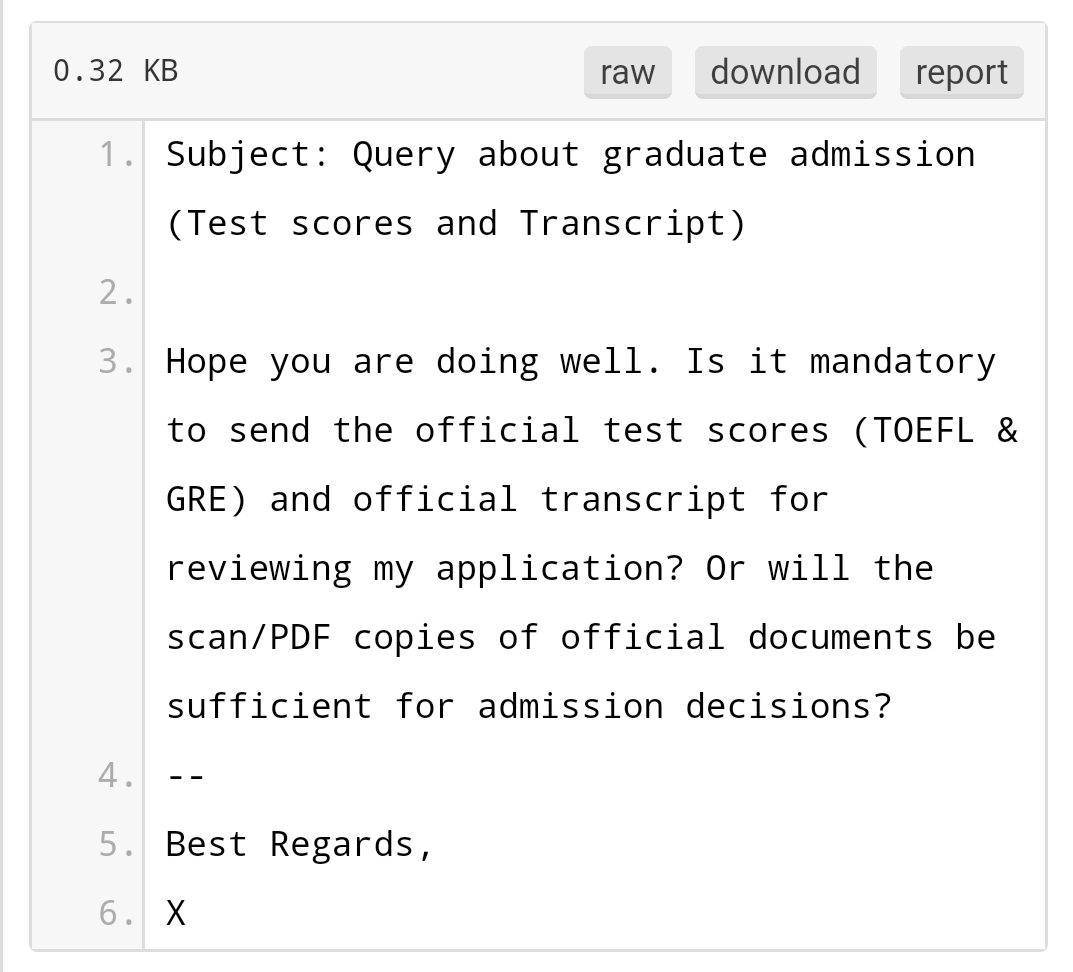 0.32 KB raw download report
1. Subject: Query about graduate admission
(Test scores and Transcript)
2.
3. Hope you are doing well. Is it mandatory
to send the official test scores (TOEFL &
GRE) and official transcript for
reviewing my application? Or will the
scan/PDF copies of official documents be
sufficient for admission decisions?
4. --
5. Best Regards,
6. X